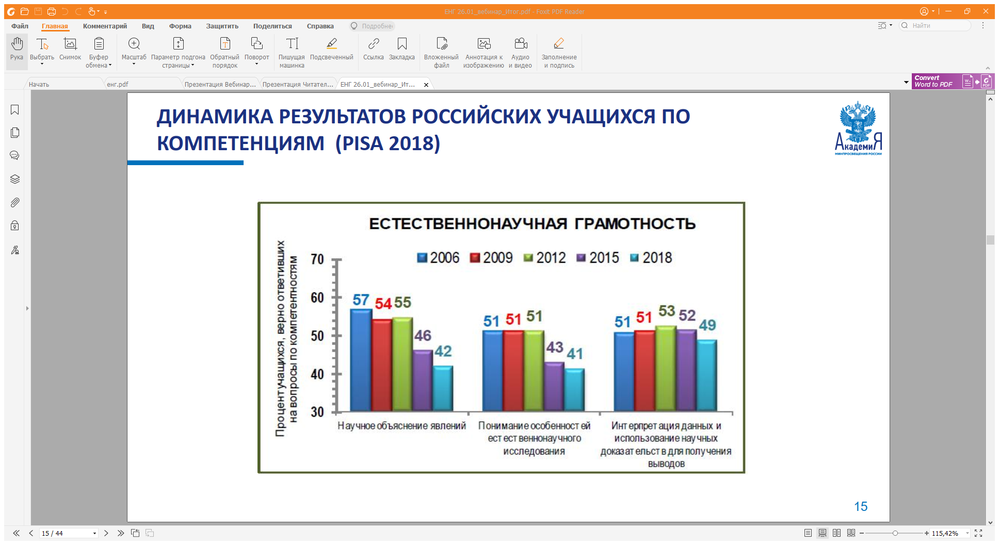 ЕНГ 26.01_вебинар_Итог.pdf - Foxit PDF Reader
Файл Главная Комментарий Вид Форма Защитить Поделиться Справка Подробнее Найти
Рука Выбрать Снимок Буфер обмена Масштаб Параметр подгона страницы Обратный порядок Поворот Пишущая машинка Подсвеченный Ссылка Закладка Вложенный файл Аннотация к изображению Аудио и видео Заполнение и подпись
Начать енг.pdf Презентация Вебинар... Презентация Читател... ЕНГ 26.01_вебинар_Ит...
Convert
Word to PDF
ДИНАМИКА РЕЗУЛЬТАТОВ РОССИЙСКИХ УЧАЩИХСЯ ПО
КОМПЕТЕНЦИЯМ (PISA 2018)
АкадемиЯ
МИНПРОСВЕЩЕНИЯ РОССИИ
ЕСТЕСТВЕННОНАУЧНАЯ ГРАМОТНОСТЬ
2006 2009 2012 2015 2018
Процент учащихся, верно ответивших
на вопросы по компетентностям
70
60
50
40
30
57 54 55 46 42
51 51 51 43 41
51 51 53 52 49
Научное объяснение явлений
Понимание особенностей
естественнонаучного
исследования
Интерпретация данных и
использование научных
доказательств для получения
выводов
15
15 / 44
115,42%